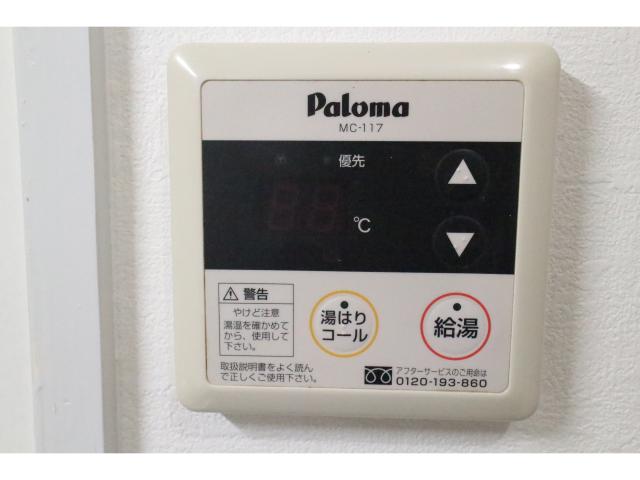 Paloma
MC-117
優先
℃
警告
やけど注意
湯温を確かめて
から、使用して
下さい。
湯はり
コール
給湯
取扱説明書をよく読ん
で正しくご使用下さい。
アフターサービスのご用命は
0120-193-860